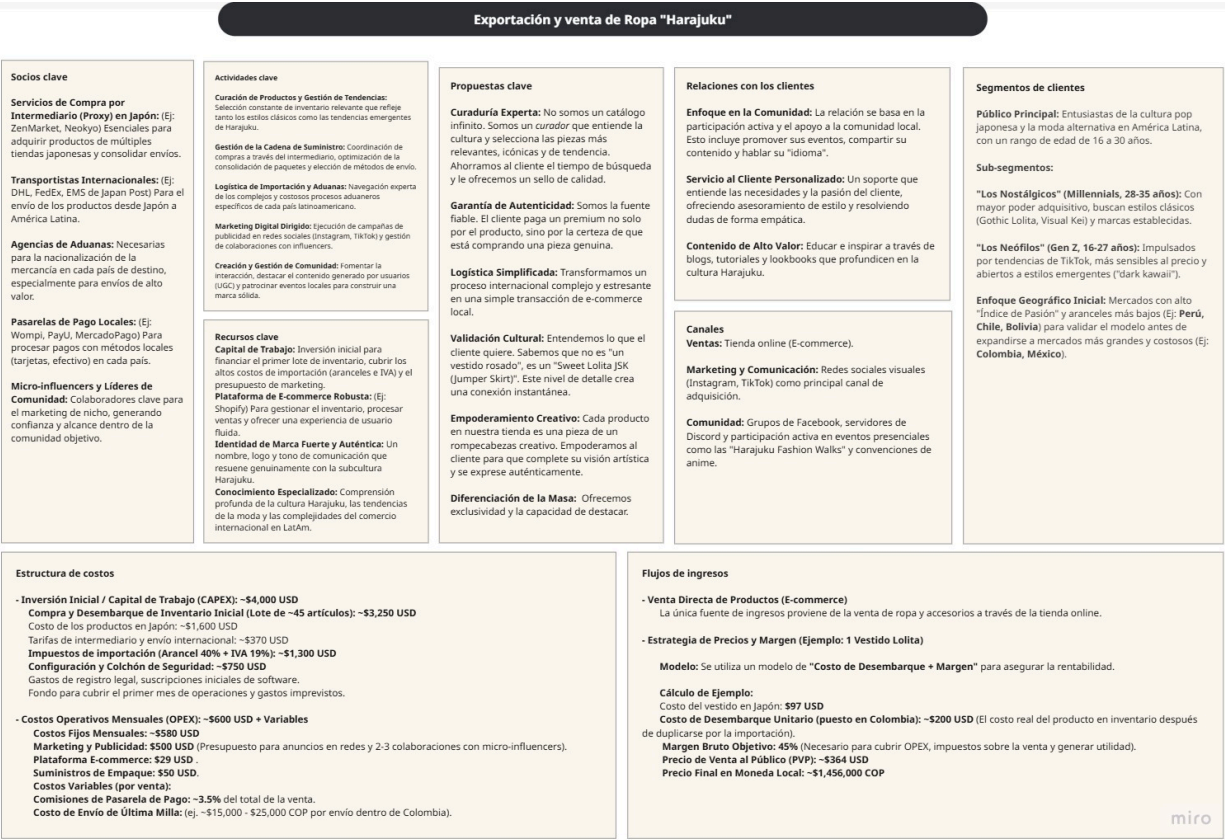 Exportación y venta de Ropa "Harajuku"
Socios clave
Servicios de Compra por
Intermediario (Proxy) en Japón: (Ej:
ZenMarket, Neokyo) Esenciales para
adquirir productos de múltiples
tiendas japonesas y consolidar envíos.
Transportistas Internacionales: (Ej:
DHL, FedEx, EMS de Japan Post) Para el
envío de los productos desde Japón a
América Latina.
Agencias de Aduanas: Necesarias
para la nacionalización de la
mercancía en cada país de destino,
especialmente para envíos de alto
valor.
Pasarelas de Pago Locales: (Ej:
Wompi, PayU, MercadoPago) Para
procesar pagos con métodos locales
(tarjetas, efectivo) en cada país.
Micro-influencers y Líderes de
Comunidad: Colaboradores clave para
el marketing de nicho, generando
confianza y alcance dentro de la
comunidad objetivo.
Actividades clave
Curación de Productos y Gestión de Tendencias:
Selección constante de inventario relevante que refleje
tanto los estilos clásicos como las tendencias emergentes
de Harajuku.
Gestión de la Cadena de Suministro: Coordinación de
compras a través del intermediario, optimización de la
consolidación de paquetes y elección de métodos de envío.
Logística de Importación y Aduanas: Navegación experta
de los complejos y costosos procesos aduaneros
específicos de cada país latinoamericano.
Marketing Digital Dirigido: Ejecución de campañas de
publicidad en redes sociales (Instagram, TikTok) y gestión
de colaboraciones con influencers.
Creación y Gestión de Comunidad: Fomentar la
interacción, destacar el contenido generado por usuarios
(UGC) y patrocinar eventos locales para construir una
marca sólida.
Recursos clave
Capital de Trabajo: Inversión inicial para
financiar el primer lote de inventario, cubrir los
altos costos de importación (aranceles e IVA) y el
presupuesto de marketing.
Plataforma de E-commerce Robusta: (Ej:
Shopify) Para gestionar el inventario, procesar
ventas y ofrecer una experiencia de usuario
fluida.
Identidad de Marca Fuerte y Auténtica: Un
nombre, logo y tono de comunicación que
resuene genuinamente con la subcultura
Harajuku.
Conocimiento Especializado: Comprensión
profunda de la cultura Harajuku, las tendencias
de la moda y las complejidades del comercio
internacional en LatAm.
Propuestas clave
Curaduría Experta: No somos un catálogo
infinito. Somos un curador que entiende la
cultura y selecciona las piezas más
relevantes, icónicas y de tendencia.
Ahorramos al cliente el tiempo de búsqueda
y le ofrecemos un sello de calidad.
Garantía de Autenticidad: Somos la fuente
fiable. El cliente paga un premium no solo
por el producto, sino por la certeza de que
está comprando una pieza genuina.
Logística Simplificada: Transformamos un
proceso internacional complejo y estresante
en una simple transacción de e-commerce
local.
Validación Cultural: Entendemos lo que el
cliente quiere. Sabemos que no es "un
vestido rosado", es un "Sweet Lolita JSK
(Jumper Skirt)". Este nivel de detalle crea
una conexión instantánea.
Empoderamiento Creativo: Cada producto
en nuestra tienda es una pieza de un
rompecabezas creativo. Empoderamos al
cliente para que complete su visión artística
y se exprese auténticamente.
Diferenciación de la Masa: Ofrecemos
exclusividad y la capacidad de destacar.
Relaciones con los clientes
Enfoque en la Comunidad: La relación se basa en la
participación activa y el apoyo a la comunidad local.
Esto incluye promover sus eventos, compartir su
contenido y hablar su "idioma".
Servicio al Cliente Personalizado: Un soporte que
entiende las necesidades y la pasión del cliente,
ofreciendo asesoramiento de estilo y resolviendo
dudas de forma empática.
Contenido de Alto Valor: Educar e inspirar a través de
blogs, tutoriales y lookbooks que profundicen en la
cultura Harajuku.
Canales
Ventas: Tienda online (E-commerce).
Marketing y Comunicación: Redes sociales visuales
(Instagram, TikTok) como principal canal de
adquisición.
Comunidad: Grupos de Facebook, servidores de
Discord y participación activa en eventos presenciales
como las "Harajuku Fashion Walks" y convenciones de
anime.
Segmentos de clientes
Público Principal: Entusiastas de la cultura pop
japonesa y la moda alternativa en América Latina,
con un rango de edad de 16 a 30 años.
Sub-segmentos:
"Los Nostálgicos" (Millennials, 28-35 años): Con
mayor poder adquisitivo, buscan estilos clásicos
(Gothic Lolita, Visual Kei) y marcas establecidas.
"Los Neófilos" (Gen Z, 16-27 años): Impulsados
por tendencias de TikTok, más sensibles al precio y
abiertos a estilos emergentes ("dark kawaii").
Enfoque Geográfico Inicial: Mercados con alto
"Índice de Pasión" y aranceles más bajos (Ej: Perú,
Chile, Bolivia) para validar el modelo antes de
expandirse a mercados más grandes y costosos (Ej:
Colombia, México).
Estructura de costos
- Inversión Inicial / Capital de Trabajo (CAPEX): ~$4,000 USD
Compra y Desembarque de Inventario Inicial (Lote de ~45 artículos): ~$3,250 USD
Costo de los productos en Japón: ~$1,600 USD
Tarifas de intermediario y envío internacional: ~$370 USD
Impuestos de importación (Arancel 40% + IVA 19%): ~$1,300 USD
Configuración y Colchón de Seguridad: ~$750 USD
Gastos de registro legal, suscripciones iniciales de software.
Fondo para cubrir el primer mes de operaciones y gastos imprevistos.
- Costos Operativos Mensuales (OPEX): ~$600 USD + Variables
Costos Fijos Mensuales: ~$580 USD
Marketing y Publicidad: $500 USD (Presupuesto para anuncios en redes y 2-3 colaboraciones con micro-influencers).
Plataforma E-commerce: $29 USD .
Suministros de Empaque: $50 USD.
Costos Variables (por venta):
Comisiones de Pasarela de Pago: ~3.5% del total de la venta.
Costo de Envío de Última Milla: (ej. ~$15,000 - $25,000 COP por envío dentro de Colombia).
Flujos de ingresos
- Venta Directa de Productos (E-commerce)
La única fuente de ingresos proviene de la venta de ropa y accesorios a través de la tienda online.
- Estrategia de Precios y Margen (Ejemplo: 1 Vestido Lolita)
Modelo: Se utiliza un modelo de "Costo de Desembarque + Margen" para asegurar la rentabilidad.
Cálculo de Ejemplo:
Costo del vestido en Japón: $97 USD
Costo de Desembarque Unitario (puesto en Colombia): ~$200 USD (El costo real del producto en inventario después
de duplicarse por la importación).
Margen Bruto Objetivo: 45% (Necesario para cubrir OPEX, impuestos sobre la venta y generar utilidad).
Precio de Venta al Público (PVP): ~$364 USD
Precio Final en Moneda Local: ~$1,456,000 COP
miro